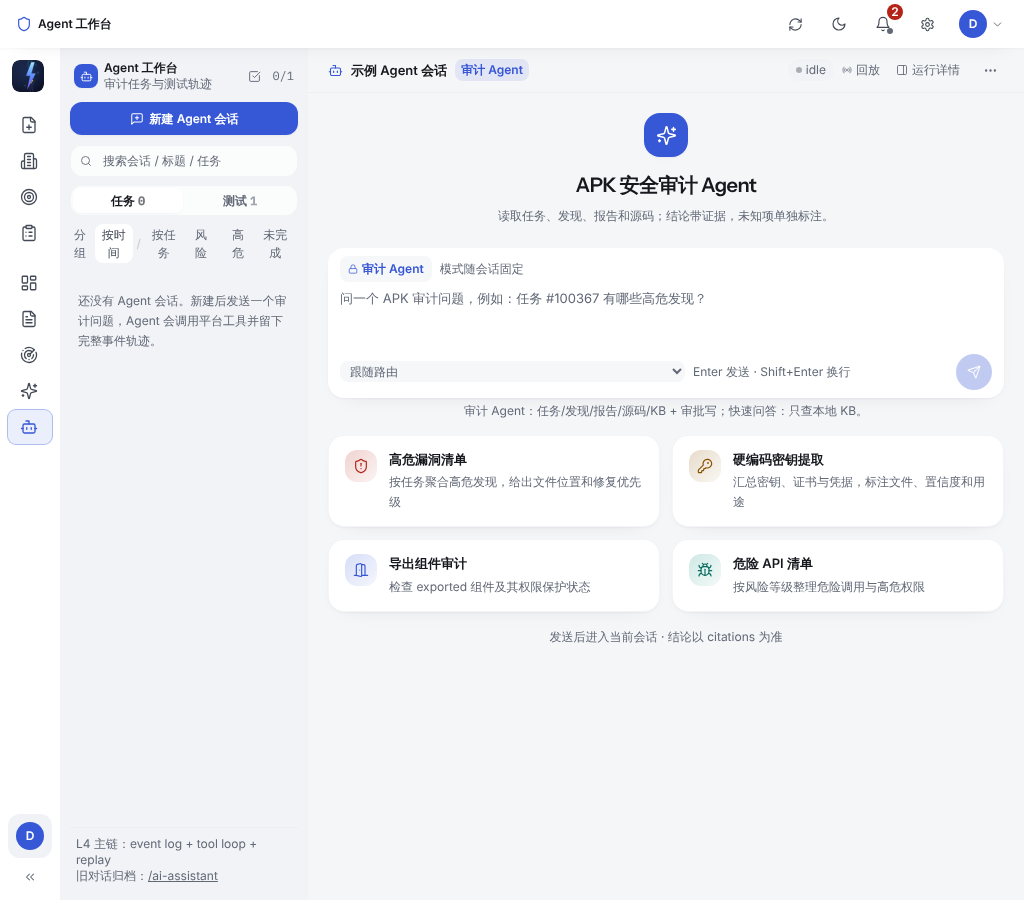 Agent 工作台
2
D
Agent 工作台
审计任务与测试轨迹
0/1
新建 Agent 会话
搜索会话 / 标题 / 任务
任务 0
测试 1
分组
按时间
/
按任务
风险
高危
未完成
还没有 Agent 会话。新建后发送一个审
计问题，Agent 会调用平台工具并留下
完整事件轨迹。
L4 主链：event log + tool loop +
replay
旧对话归档：/ai-assistant
D
示例 Agent 会话
审计 Agent
idle
回放
运行详情
APK 安全审计 Agent
读取任务、发现、报告和源码；结论带证据，未知项单独标注。
审计 Agent
模式随会话固定
问一个 APK 审计问题，例如：任务 #100367 有哪些高危发现？
跟随路由
Enter 发送 · Shift+Enter 换行
审计 Agent：任务/发现/报告/源码/KB + 审批写；快速问答：只查本地 KB。
高危漏洞清单
按任务聚合高危发现，给出文件位置和修复优先
级
硬编码密钥提取
汇总密钥、证书与凭据，标注文件、置信度和用
途
导出组件审计
检查 exported 组件及其权限保护状态
危险 API 清单
按风险等级整理危险调用与高危权限
发送后进入当前会话 · 结论以 citations 为准